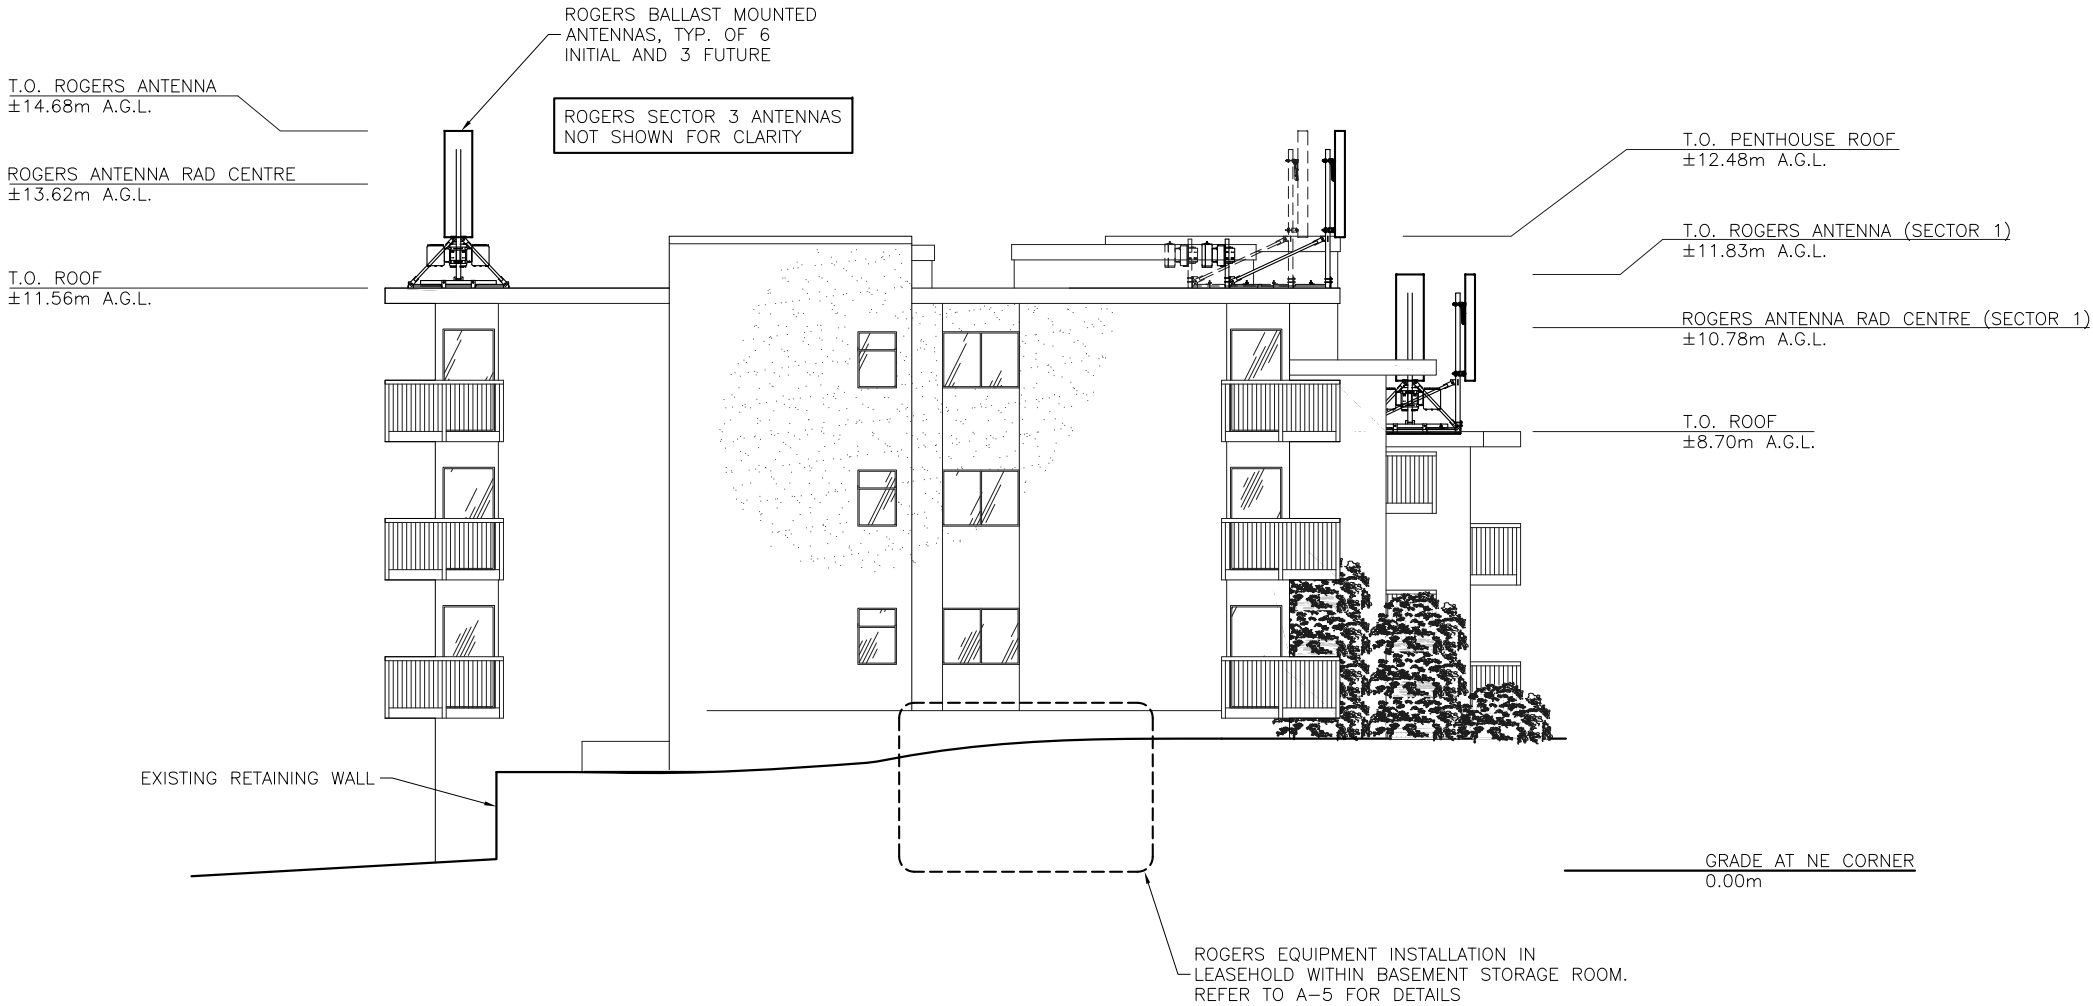 ROGERS BALLAST MOUNTED
ANTENNAS, TYP. OF 6
INITIAL AND 3 FUTURE
T.O. ROGERS ANTENNA
±14.68m A.G.L.
ROGERS SECTOR 3 ANTENNAS
NOT SHOWN FOR CLARITY
ROGERS ANTENNA RAD CENTRE
±13.62m A.G.L.
T.O. ROOF
±11.56m A.G.L.
T.O. PENTHOUSE ROOF
±12.48m A.G.L.
T.O. ROGERS ANTENNA (SECTOR 1)
±11.83m A.G.L.
ROGERS ANTENNA RAD CENTRE (SECTOR 1)
±10.78m A.G.L.
T.O. ROOF
±8.70m A.G.L.
EXISTING RETAINING WALL
GRADE AT NE CORNER
0.00m
ROGERS EQUIPMENT INSTALLATION IN
LEASEHOLD WITHIN BASEMENT STORAGE ROOM.
REFER TO A-5 FOR DETAILS